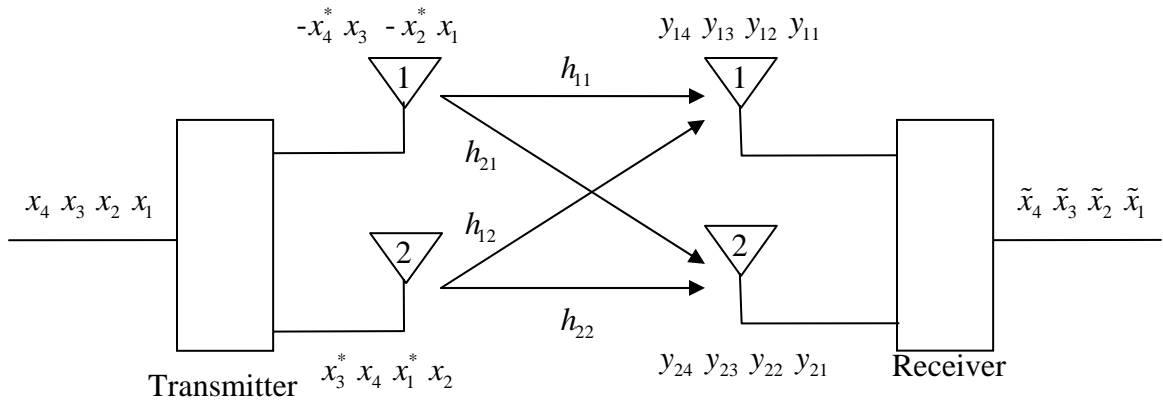 -x₄* x₃ -x₂* x₁
y₁₄ y₁₃ y₁₂ y₁₁
1
h₁₁
1
h₂₁
x₄ x₃ x₂ x₁
x̃₄ x̃₃ x̃₂ x̃₁
h₁₂
2
2
h₂₂
x₃* x₄ x₁* x₂
y₂₄ y₂₃ y₂₂ y₂₁
Transmitter
Receiver